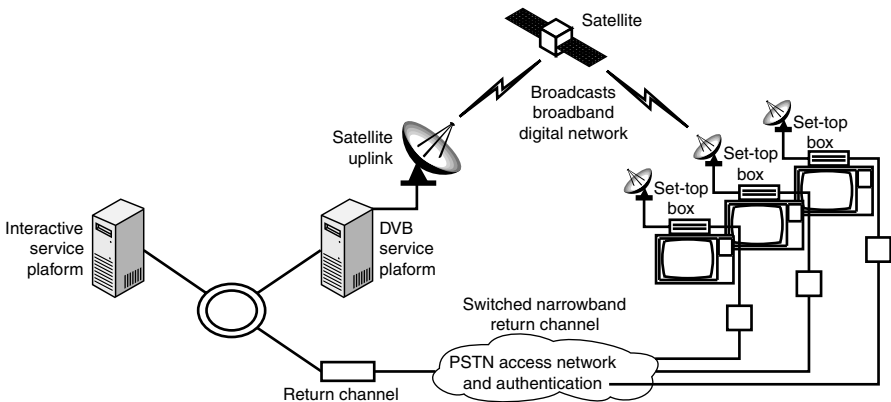 Satellite
Broadcasts
broadband
digital network
Satellite
uplink
Set-top
box
Set-top
box
Set-top
box
Interactive
service
plaform
DVB
service
plaform
Switched narrowband
return channel
PSTN access network
and authentication
Return channel